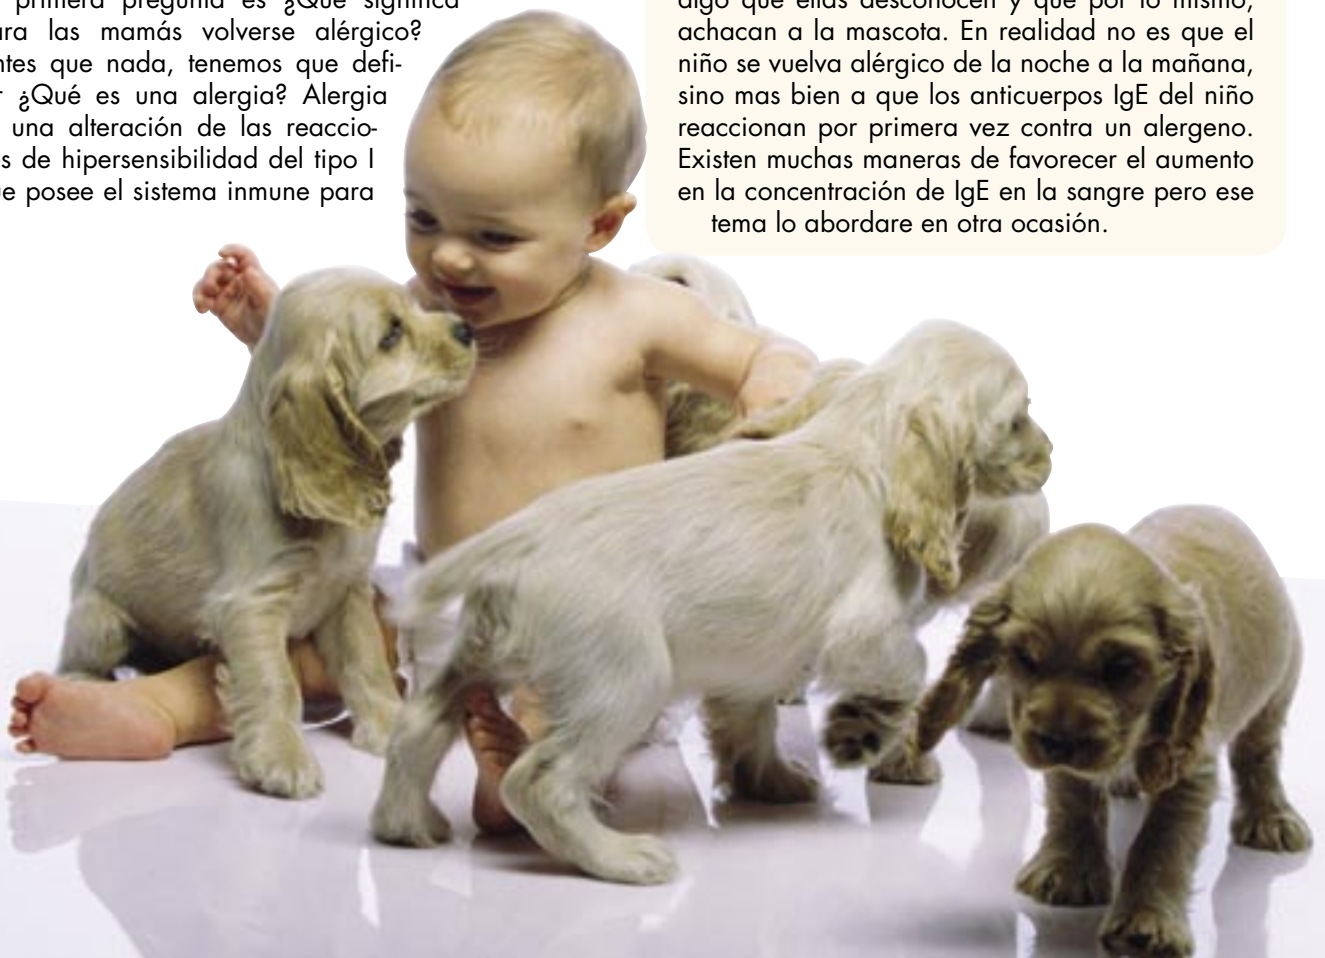 primera pregunta es ¿Qué significa
las mamás volverse alérgico?
que nada, tenemos que defi-
¿Qué es una alergia? Alergia
una alteración de las reaccio-
de hipersensibilidad del tipo I
posee el sistema inmune para
algo que ellas desconocen y que por lo mismo,
achacan a la mascota. En realidad no es que el
niño se vuelva alérgico de la noche a la mañana,
sino mas bien a que los anticuerpos IgE del niño
reaccionan por primera vez contra un alergeno.
Existen muchas maneras de favorecer el aumento
en la concentración de IgE en la sangre pero ese
tema lo abordare en otra ocasión.